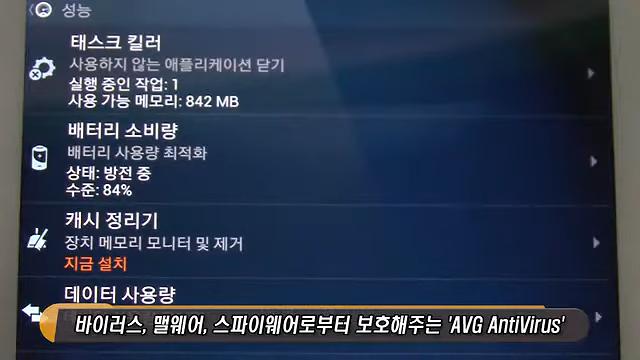 성능
태스크 킬러
사용하지 않는 애플리케이션 닫기
실행 중인 작업: 1
사용 가능 메모리: 842 MB
배터리 소비량
배터리 사용량 최적화
상태: 방전 중
수준: 84%
캐시 정리기
장치 메모리 모니터 및 제거
지금 설치
데이터 사용량
바이러스, 맬웨어, 스파이웨어로부터 보호해주는 'AVG AntiVirus'